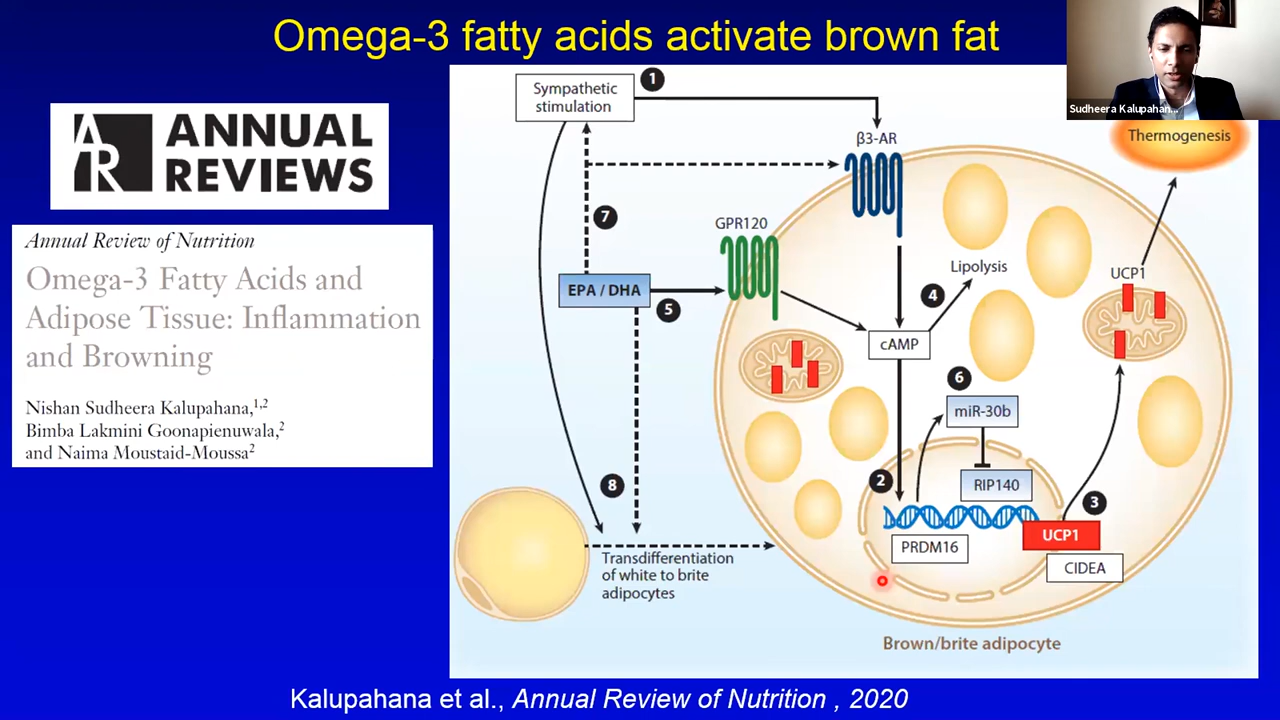 Omega-3 fatty acids activate brown fat
Sudheera Kalupahan...
AR
ANNUAL
REVIEWS
Annual Review of Nutrition
Omega-3 Fatty Acids and
Adipose Tissue: Inflammation
and Browning
Nishan Sudheera Kalupahana,1,2
Bimba Lakmini Goonapienuwala,2
and Naima Moustaid-Moussa2
Sympathetic
stimulation
1
β3-AR
Thermogenesis
7
GPR120
EPA / DHA
5
Lipolysis
4
UCP1
cAMP
6
miR-30b
8
2
RIP140
3
PRDM16
UCP1
CIDEA
Transdifferentiation
of white to brite
adipocytes
Brown/brite adipocyte
Kalupahana et al., Annual Review of Nutrition , 2020